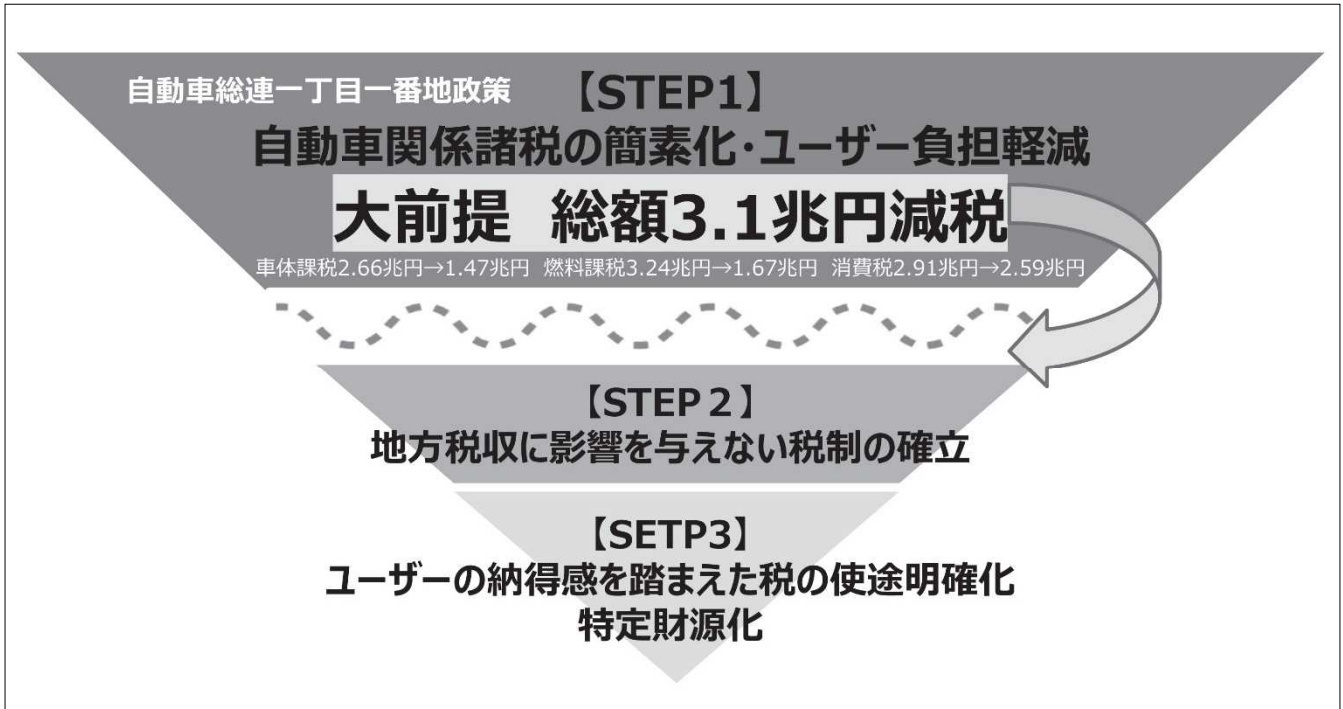 自動車総連一丁目一番地政策 【STEP1】
自動車関係諸税の簡素化・ユーザー負担軽減
大前提 総額3.1兆円減税
車体課税2.66兆円→1.47兆円 燃料課税3.24兆円→1.67兆円 消費税2.91兆円→2.59兆円
【STEP２】
地方税収に影響を与えない税制の確立
【SETP3】
ユーザーの納得感を踏まえた税の使途明確化
特定財源化